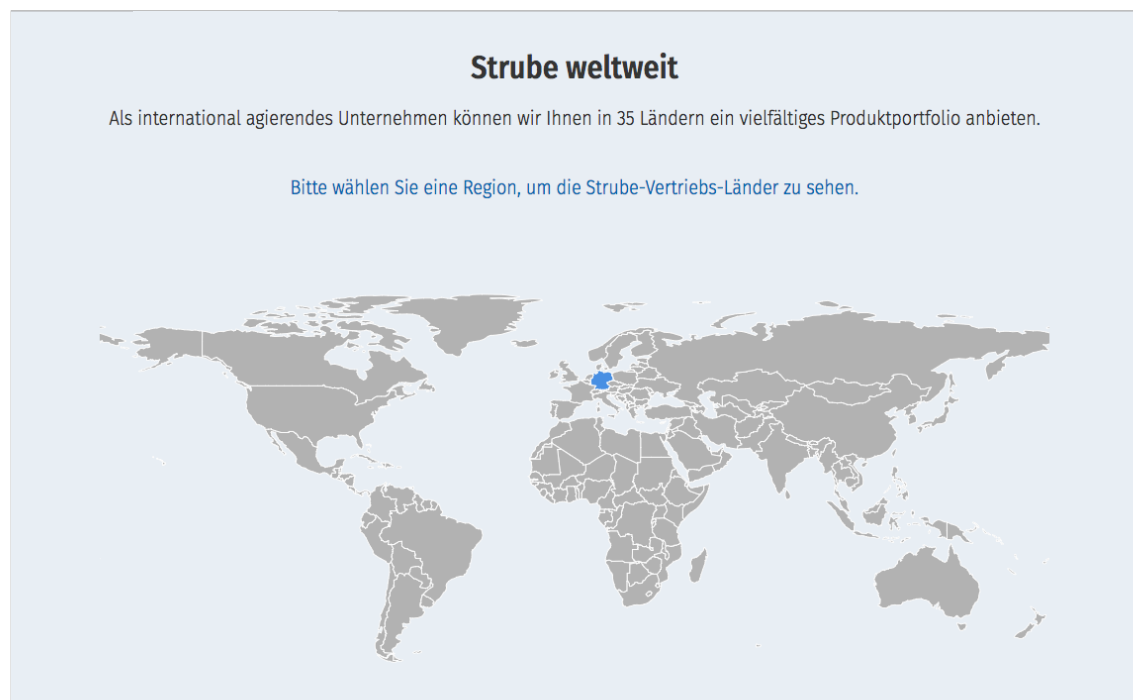 Strube weltweit
Als international agierendes Unternehmen können wir Ihnen in 35 Ländern ein vielfältiges Produktportfolio anbieten.
Bitte wählen Sie eine Region, um die Strube-Vertriebs-Länder zu sehen.